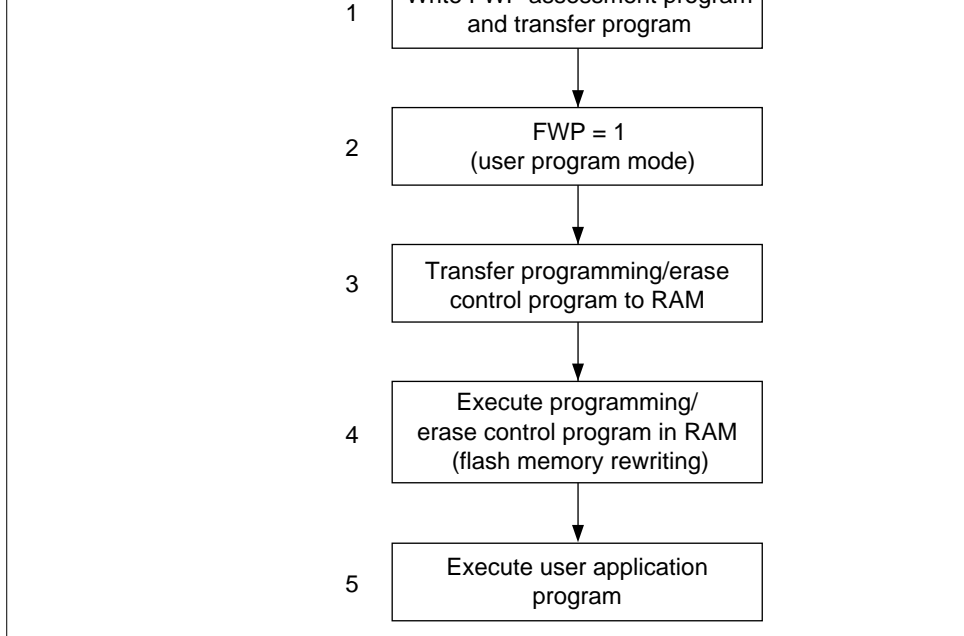 1
Write FWP assessment program
and transfer program
2
FWP = 1
(user program mode)
3
Transfer programming/erase
control program to RAM
4
Execute programming/
erase control program in RAM
(flash memory rewriting)
5
Execute user application
program